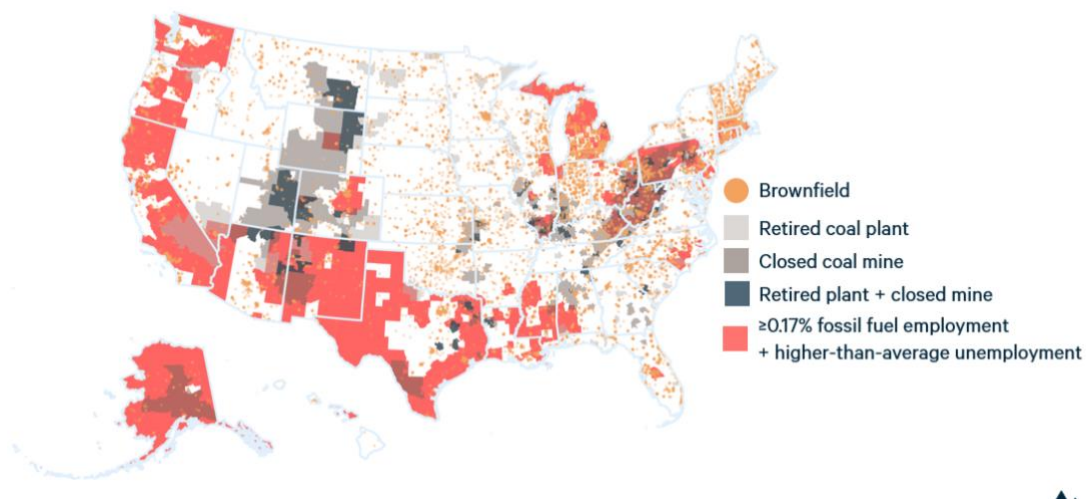 Brownfield
Retired coal plant
Closed coal mine
Retired plant + closed mine
≥0.17% fossil fuel employment
+ higher-than-average unemployment